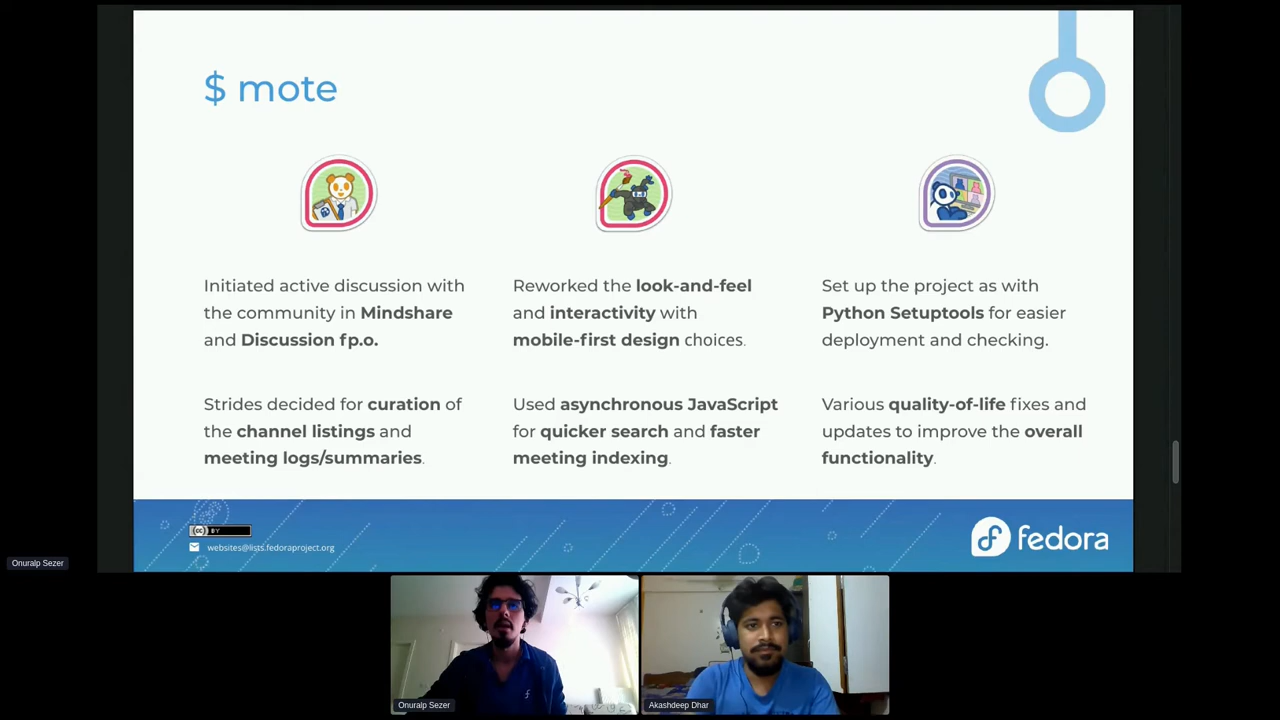 $ mote
Initiated active discussion with
the community in Mindshare
and Discussion fp.o.
Strides decided for curation of
the channel listings and
meeting logs/summaries.
Reworked the look-and-feel
and interactivity with
mobile-first design choices.
Used asynchronous JavaScript
for quicker search and faster
meeting indexing.
Set up the project as with
Python Setuptools for easier
deployment and checking.
Various quality-of-life fixes and
updates to improve the overall
functionality.
cc BY
websites@lists.fedoraproject.org
fedora
Onuralp Sezer
Onuralp Sezer
Akashdeep Dhar